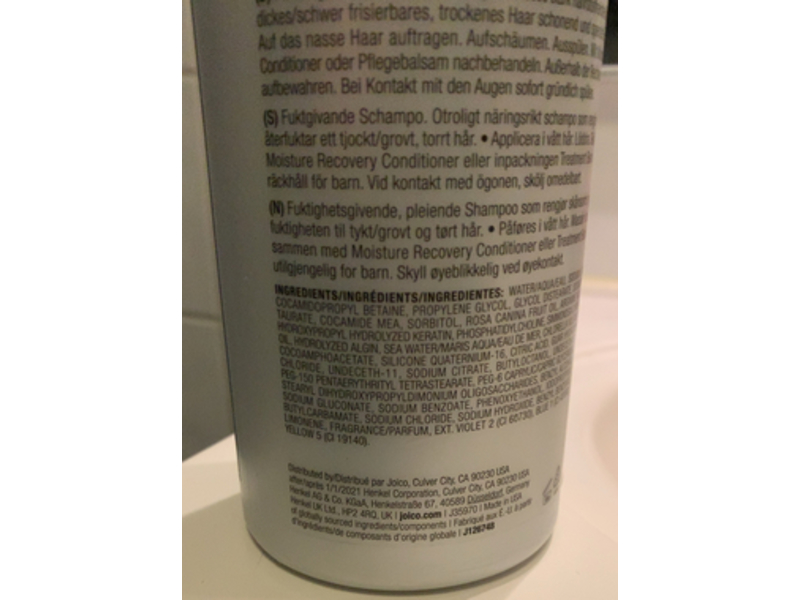 dickes/schwer frisierbares, trockenes Haar schonend und
Auf das nasse Haar auftragen. Aufschäumen. Ausspülen. Mit
Conditioner oder Pflegebalsam nachbehandeln. Außerhalb der
aufbewahren. Bei Kontakt mit den Augen sofort gründlich
(S) Fuktgivande Schampo. Otroligt näringsrikt schampo som
återfuktar ett tjockt/grovt, torrt hår. • Applicera i vått hår.
Moisture Recovery Conditioner eller inpackningen Treatment
räckhåll för barn. Vid kontakt med ögonen, skölj omedelbart.
(N) Fuktighetsgivende, pleiende Shampoo som rengjør
fuktigheten til tykt/grovt og tørt hår. • Påføres i vått hår.
sammen med Moisture Recovery Conditioner eller Treatment
utilgjengelig for barn. Skyll øyeblikkelig ved øyekontakt.
INGREDIENTS/INGRÉDIENTS/INGREDIENTES: WATER/AQUA/EAU,
COCAMIDOPROPYL BETAINE, PROPYLENE GLYCOL, GLYCOL DISTEARATE,
TAURATE, COCAMIDE MEA, SORBITOL, ROSA CANINA FRUIT OIL,
HYDROXYPROPYL HYDROLYZED KERATIN, PHOSPHATIDYLCHOLINE,
OIL, HYDROLYZED ALGIN, SEA WATER/MARIS AQUA/EAU DE MER,
COCOAMPHOACETATE, SILICONE QUATERNIUM-16, CITRIC ACID,
CHLORIDE, UNDECETH-11, SODIUM CITRATE, BUTYLOCTANOL,
PEG-150 PENTAERYTHRITYL TETRASTEARATE, PEG-6 CAPRYLIC/CAPRIC
STEARYL DIHYDROXYPROPYLDIMONIUM OLIGOSACCHARIDES,
SODIUM GLUCONATE, SODIUM BENZOATE, PHENOXYETHANOL,
BUTYLCARBAMATE, SODIUM CHLORIDE, SODIUM HYDROXIDE,
LIMONENE, FRAGRANCE/PARFUM, EXT. VIOLET 2 (CI 60730), BLUE 1
YELLOW 5 (CI 19140).
Distributed by/Distribué par Joico, Culver City, CA 90230 USA
after/après 1/1/2021 Henkel Corporation, Culver City, CA 90230 USA
Henkel AG & Co. KGaA, Henkelstraße 67, 40589 Düsseldorf, Germany
Henkel UK Ltd., HP2 4RQ, UK | joico.com | J35970 | Made in USA
of globally sourced ingredients/components | Fabriqué aux É.-U. à partir
d'ingrédients/de composants d'origine globale | J126748